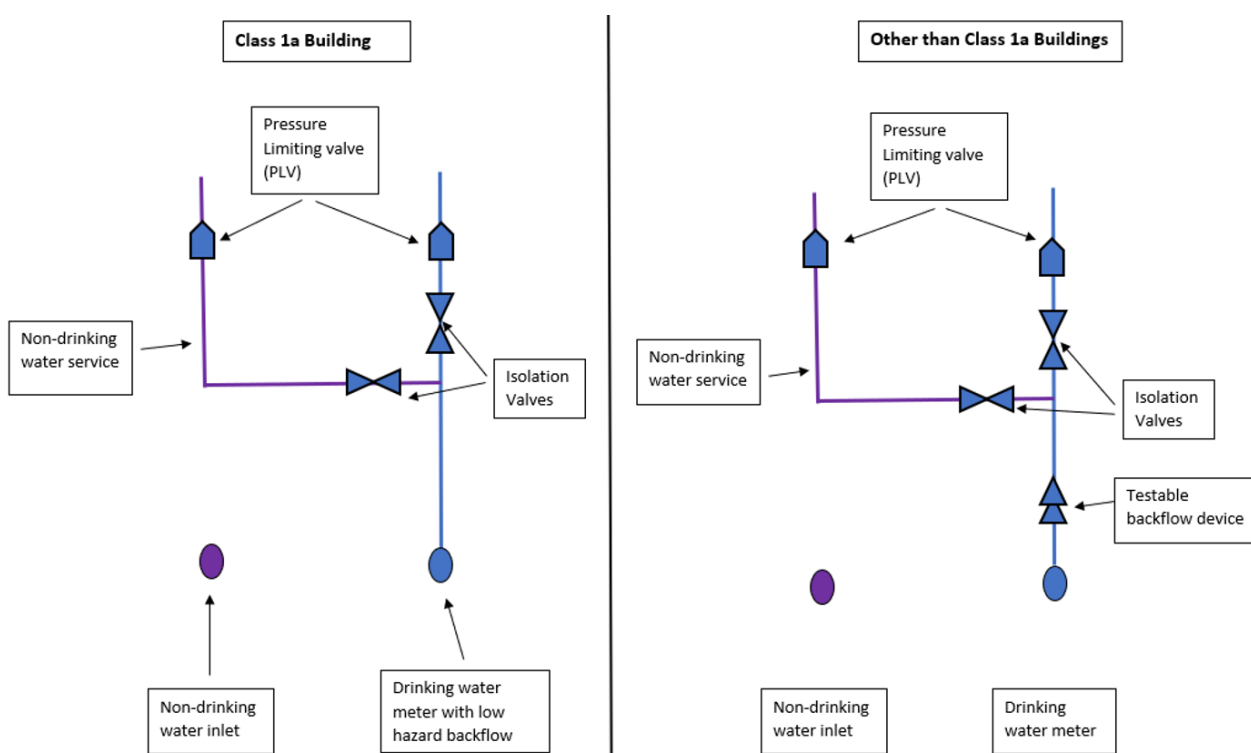 Class 1a Building
Pressure
Limiting valve
(PLV)
Non-drinking
water service
Isolation
Valves
Non-drinking
water inlet
Drinking water
meter with low
hazard backflow
Other than Class 1a Buildings
Pressure
Limiting valve
(PLV)
Non-drinking
water service
Isolation
Valves
Testable
backflow device
Non-drinking
water inlet
Drinking
water meter